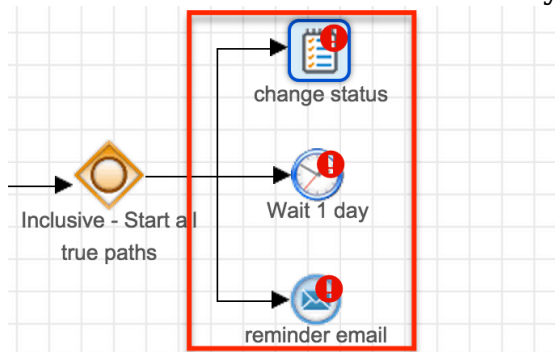 change status
Inclusive - Start all
true paths
Wait 1 day
reminder email